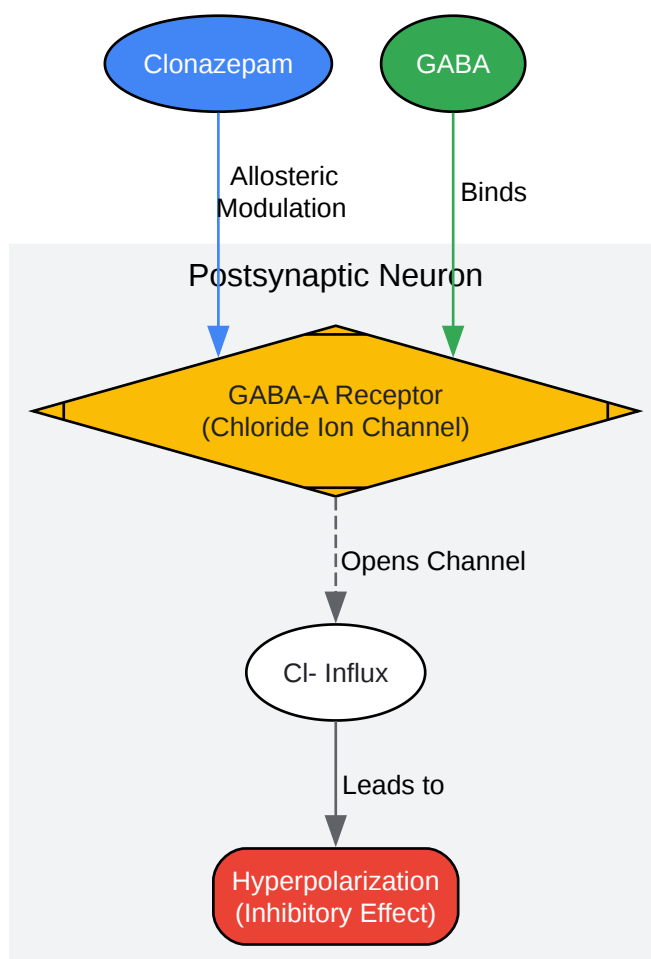 Clonazepam
GABA
Allosteric
Modulation
Binds
Postsynaptic Neuron
GABA-A Receptor
(Chloride Ion Channel)
Opens Channel
Cl- Influx
Leads to
Hyperpolarization
(Inhibitory Effect)